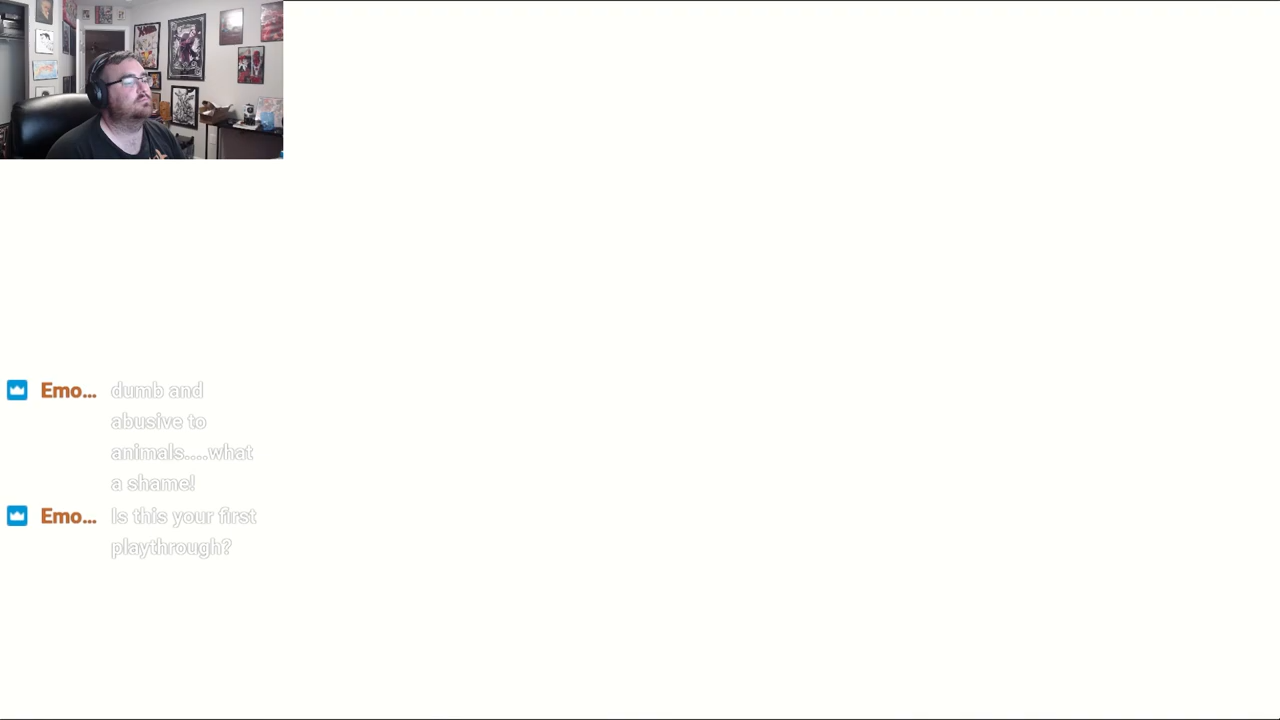 Emo... dumb and
abusive to
animals....what
a shame!
Emo... Is this your first
playthrough?